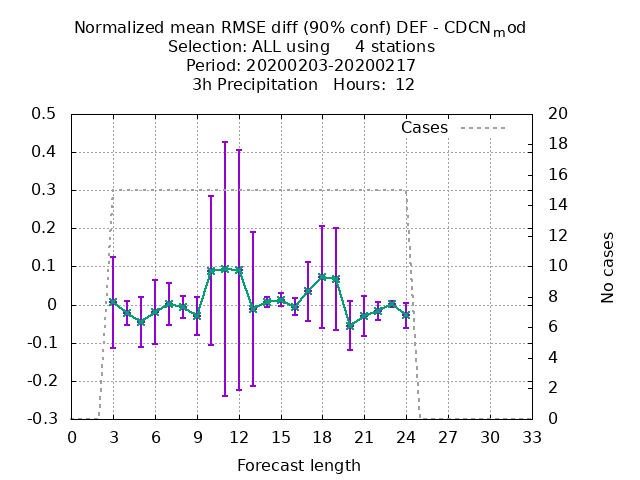 Normalized mean RMSE diff (90% conf) DEF - CDCN_mod
Selection: ALL using     4 stations
Period: 20200203-20200217
3h Precipitation   Hours:  12
Cases
0.5
0.4
0.3
0.2
0.1
0
-0.1
-0.2
-0.3
20
18
16
14
12
10
8
6
4
2
0
No cases
0 3 6 9 12 15 18 21 24 27 30 33
Forecast length